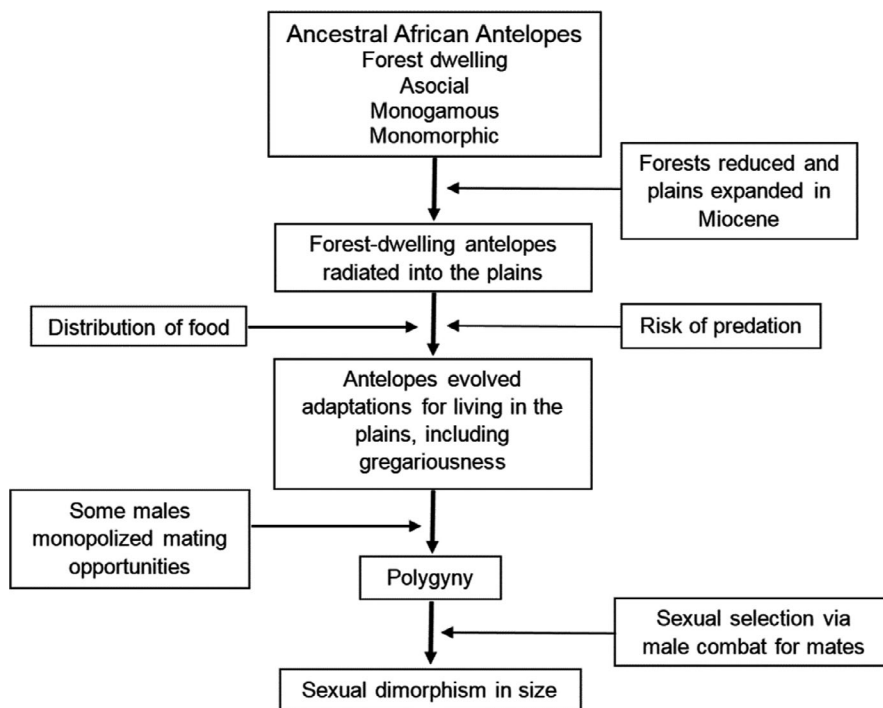 Ancestral African Antelopes
Forest dwelling
Asocial
Monogamous
Monomorphic
Forests reduced and
plains expanded in
Miocene
Forest-dwelling antelopes
radiated into the plains
Distribution of food
Risk of predation
Antelopes evolved
adaptations for living in the
plains, including
gregariousness
Some males
monopolized mating
opportunities
Polygyny
Sexual selection via
male combat for mates
Sexual dimorphism in size